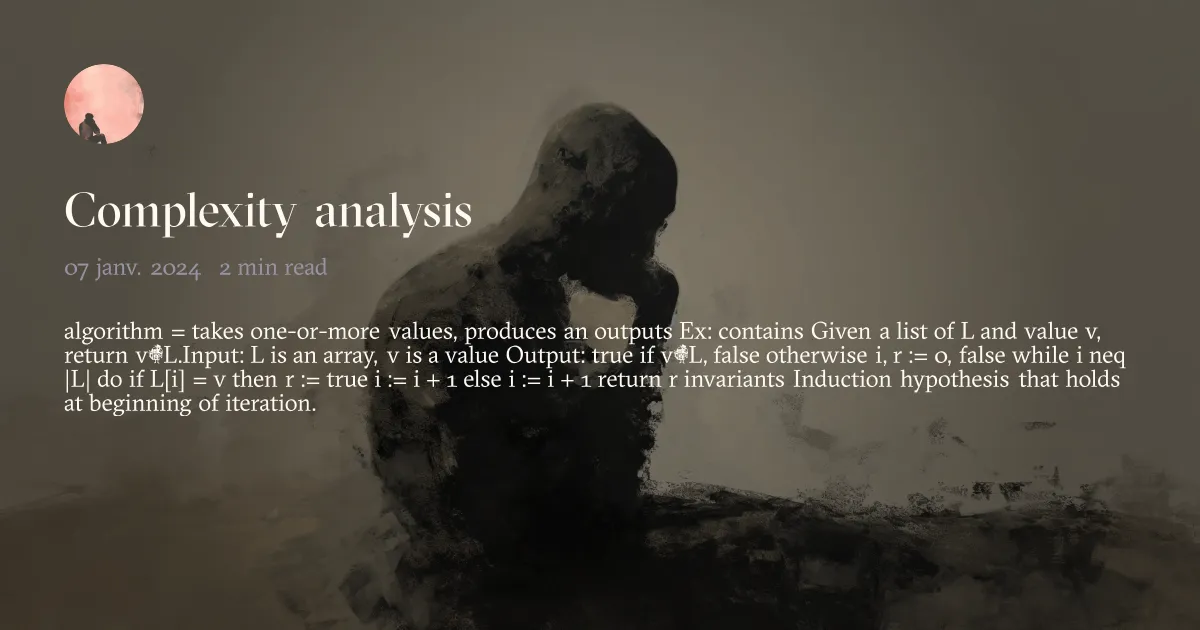 Complexity analysis
07 janv. 2024 2 min read
algorithm = takes one-or-more values, produces an outputs Ex: contains Given a list of L and value v,
return v L.Input: L is an array, v is a value Output: true if v L, false otherwise i, r := 0, false while i neq
|L| do if L[i] = v then r := true i := i + 1 else i := i + 1 return r invariants Induction hypothesis that holds
at beginning of iteration.